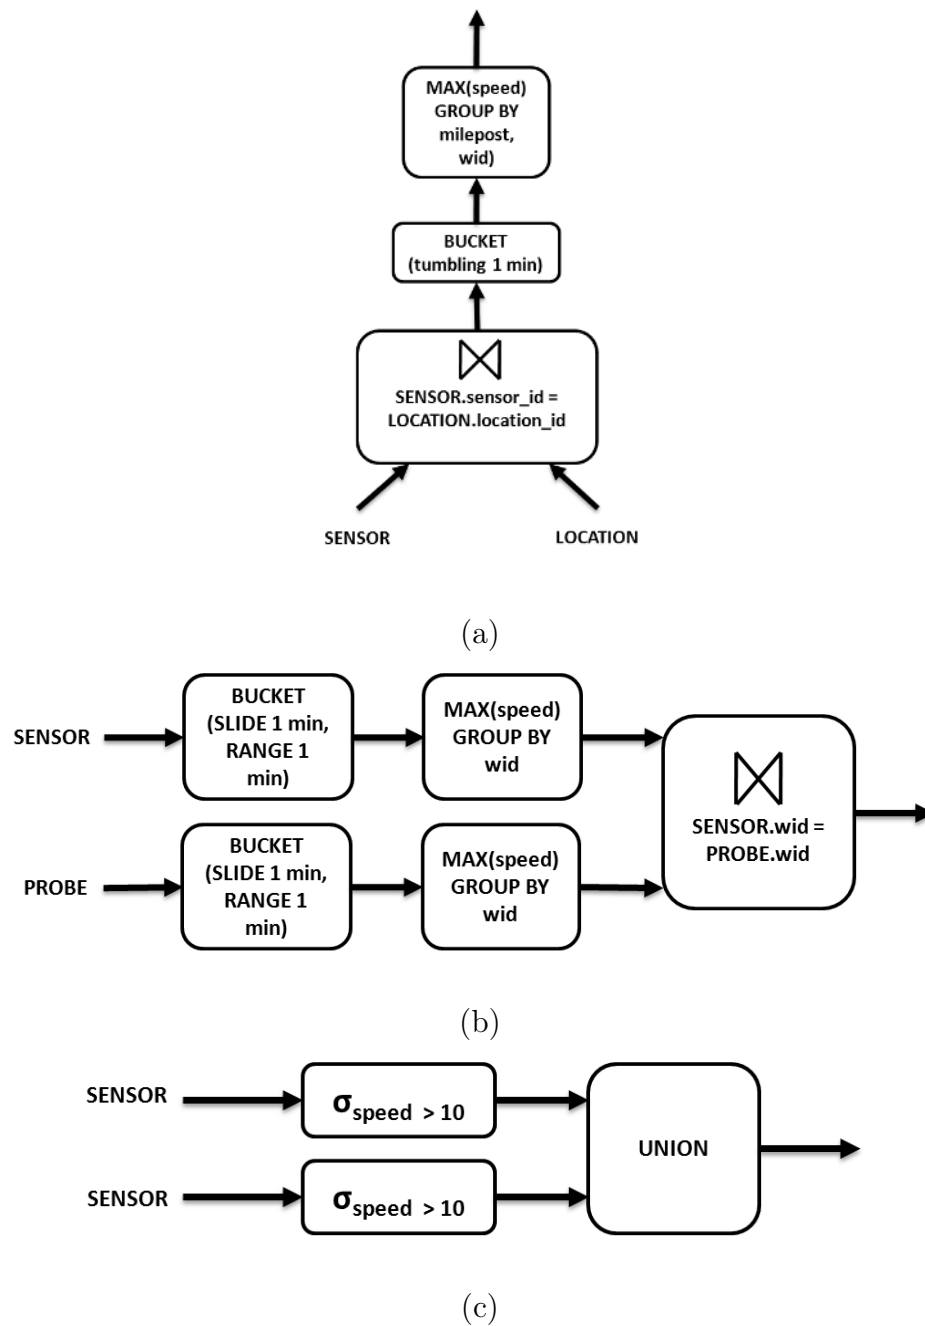 MAX(speed)
GROUP BY
milepost,
wid)
BUCKET
(tumbling 1 min)
SENSOR.sensor_id =
LOCATION.location_id
SENSOR
LOCATION
(a)
SENSOR
BUCKET
(SLIDE 1 min,
RANGE 1
min)
MAX(speed)
GROUP BY
wid
SENSOR.wid =
PROBE.wid
PROBE
BUCKET
(SLIDE 1 min,
RANGE 1
min)
MAX(speed)
GROUP BY
wid
(b)
SENSOR
σspeed > 10
UNION
SENSOR
σspeed > 10
(c)